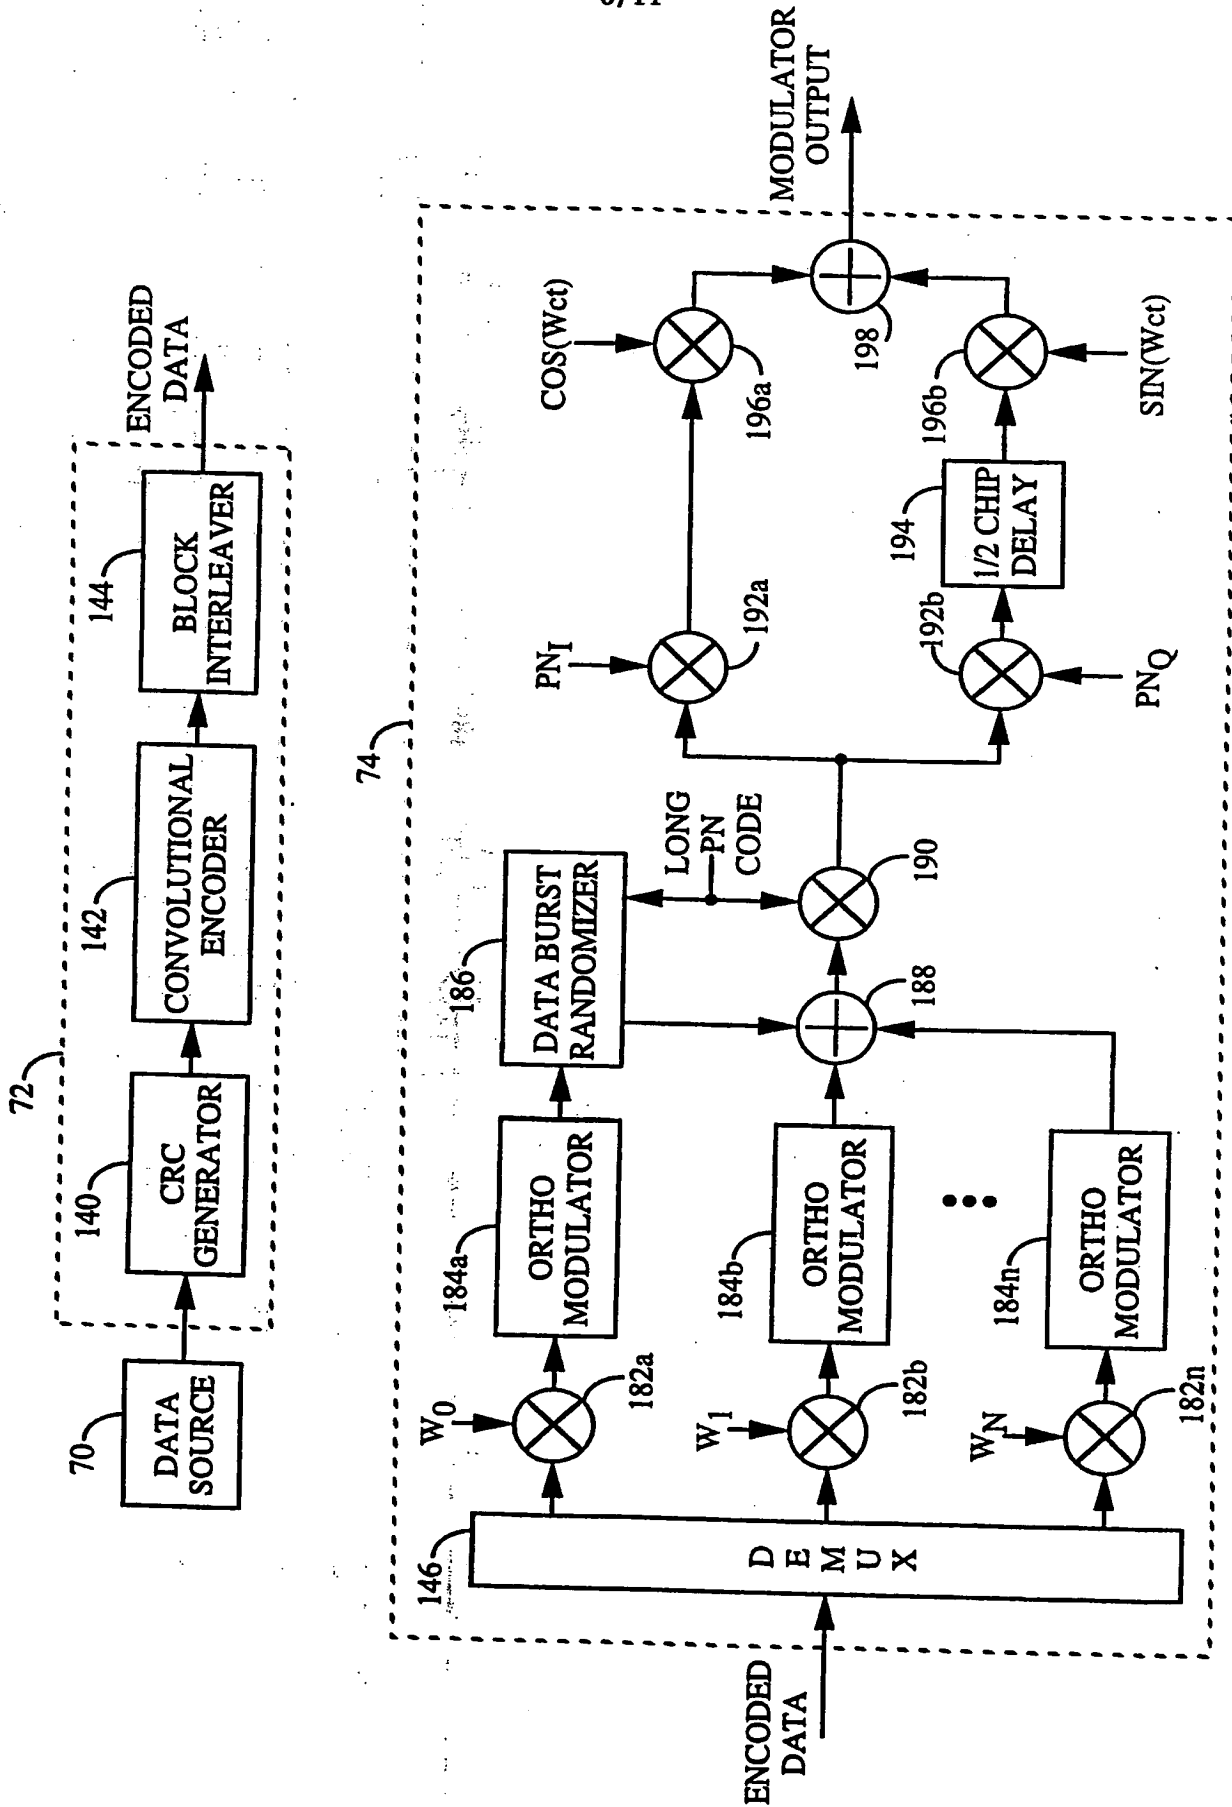 70
DATA
SOURCE
72
140
CRC
GENERATOR
142
CONVOLUTIONAL
ENCODER
144
BLOCK
INTERLEAVER
ENCODED
DATA
74
ENCODED
DATA
146
D
E
M
U
X
W0
182a
184a
ORTHO
MODULATOR
186
DATA BURST
RANDOMIZER
W1
182b
184b
ORTHO
MODULATOR
WN
182n
184n
ORTHO
MODULATOR
188
LONG
PN
CODE
190
PNI
192a
COS(Wct)
196a
PNQ
192b
194
1/2 CHIP
DELAY
196b
SIN(Wct)
198
MODULATOR
OUTPUT